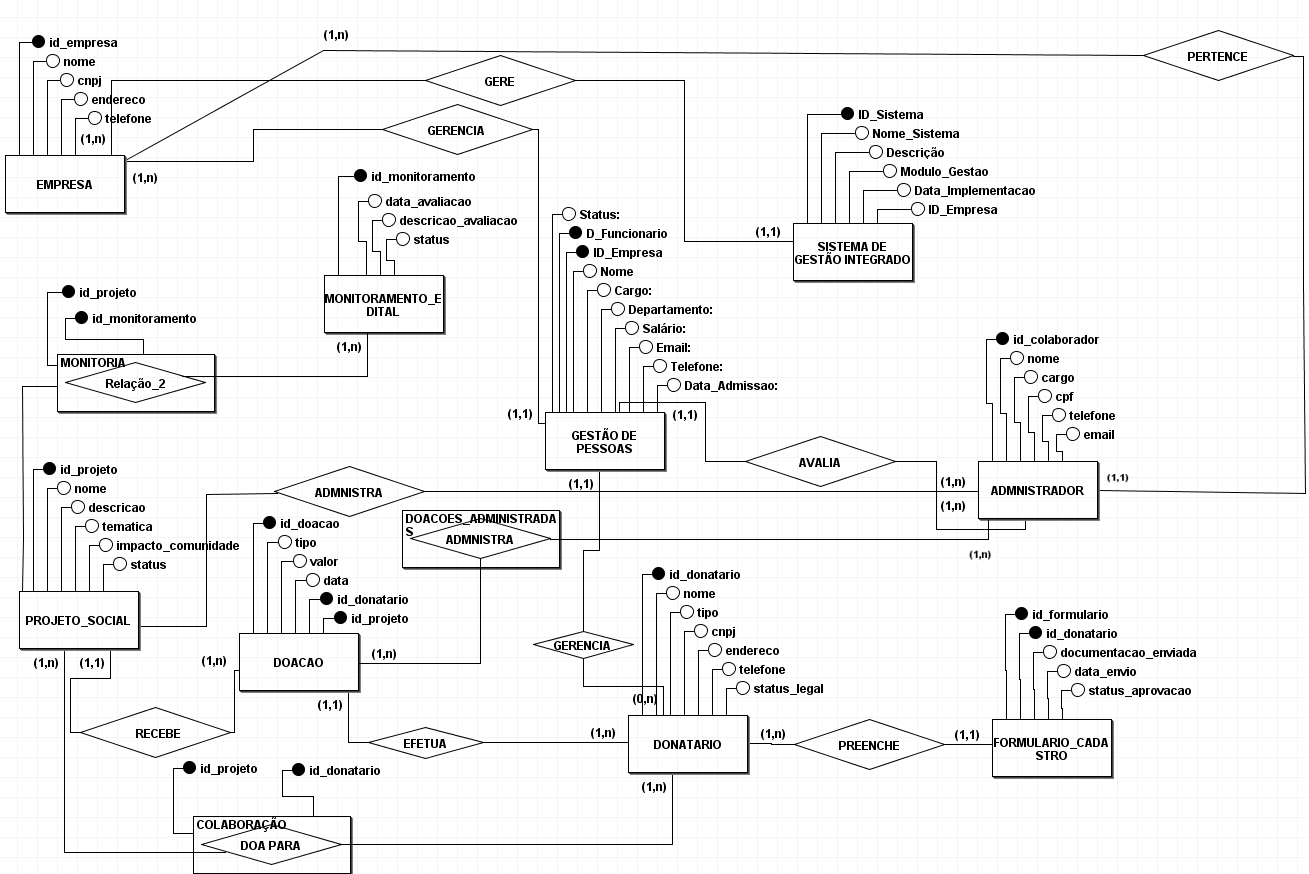 (1,n)
id_empresa
nome
cnpj
endereco
telefone
(1,n)
EMPRESA
(1,n)
GERE
GERENCIA
PERTENCE
ID_Sistema
Nome_Sistema
Descrição
Modulo_Gestao
Data_Implementacao
ID_Empresa
(1,1)
SISTEMA DE
GESTÃO INTEGRADO
id_monitoramento
data_avaliacao
descricao_avaliacao
status
MONITORAMENTO_E
DITAL
(1,n)
Status:
D_Funcionario
ID_Empresa
Nome
Cargo:
Departamento:
Salário:
Email:
Telefone:
Data_Admissao:
(1,1)
(1,1)
GESTÃO DE
PESSOAS
(1,1)
id_projeto
id_monitoramento
MONITORIA
Relação_2
id_colaborador
nome
cargo
cpf
telefone
email
AVALIA
(1,n)
(1,n)
ADMNISTRADOR
(1,1)
(1,n)
id_projeto
nome
descricao
tematica
impacto_comunidade
status
PROJETO_SOCIAL
(1,n)
(1,1)
ADMNISTRA
DOACOES_ADMINISTRADA
S
ADMNISTRA
id_doacao
tipo
valor
data
id_donatario
id_projeto
(1,n)
DOACAO
(1,n)
(1,1)
GERENCIA
(0,n)
id_donatario
nome
tipo
cnpj
endereco
telefone
status_legal
id_formulario
id_donatario
documentacao_enviada
data_envio
status_aprovacao
RECEBE
EFETUA
(1,n)
DONATARIO
(1,n)
(1,n)
PREENCHE
(1,1)
FORMULARIO_CADA
STRO
id_projeto
id_donatario
COLABORAÇÃO
DOA PARA